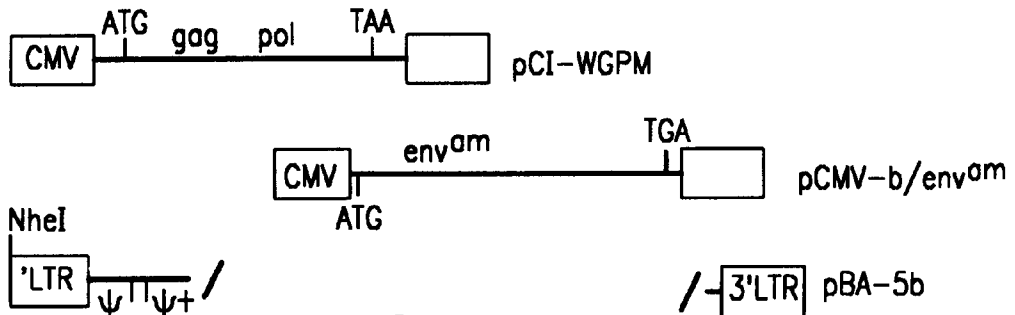 ATG gag pol TAA
CMV pCI-WGPM
env^am TGA
CMV pCMV-b/env^am
ATG
NheI
'LTR ψ ψ+ / / 3'LTR pBA-5b